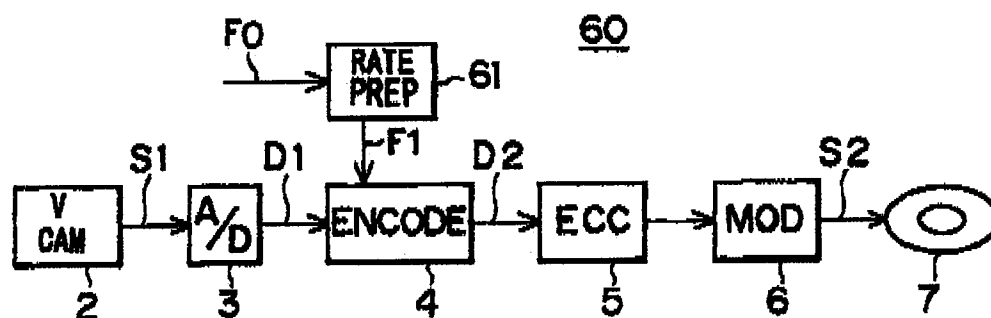 60
F0
RATE
PREP
61
F1
S1
D1
D2
S2
V
CAM
A/D
ENCODE
ECC
MOD
2
3
4
5
6
7